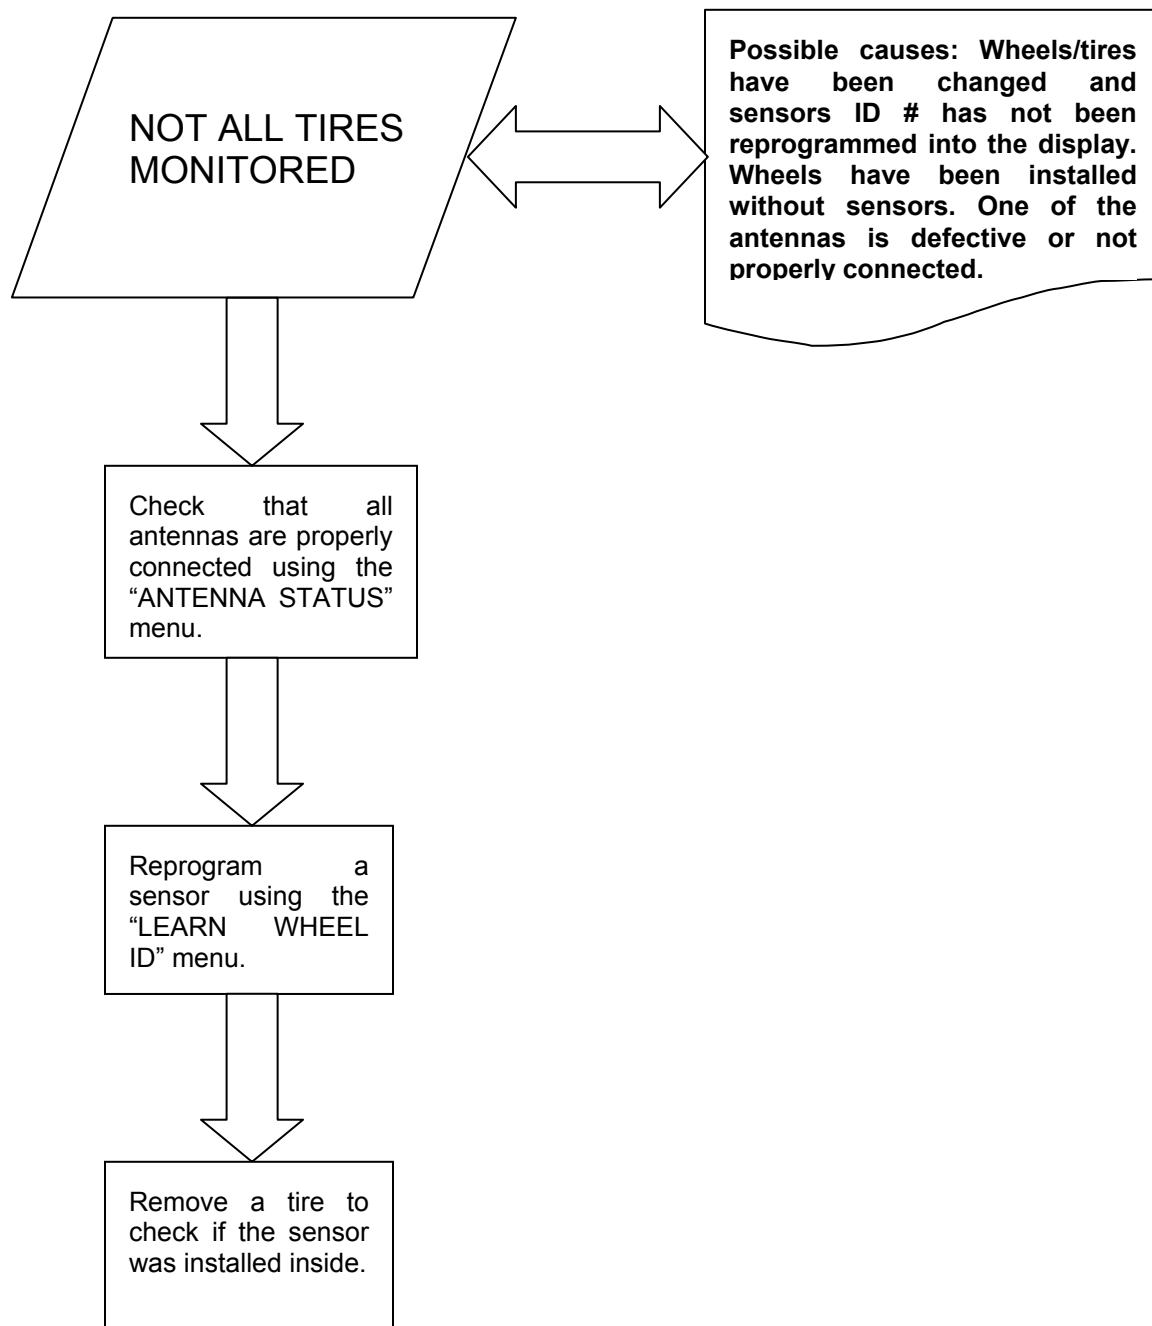 NOT ALL TIRES
MONITORED
Possible causes: Wheels/tires
have been changed and
sensors ID # has not been
reprogrammed into the display.
Wheels have been installed
without sensors. One of the
antennas is defective or not
properly connected.
Check that all
antennas are properly
connected using the
“ANTENNA STATUS”
menu.
Reprogram a
sensor using the
“LEARN WHEEL
ID” menu.
Remove a tire to
check if the sensor
was installed inside.